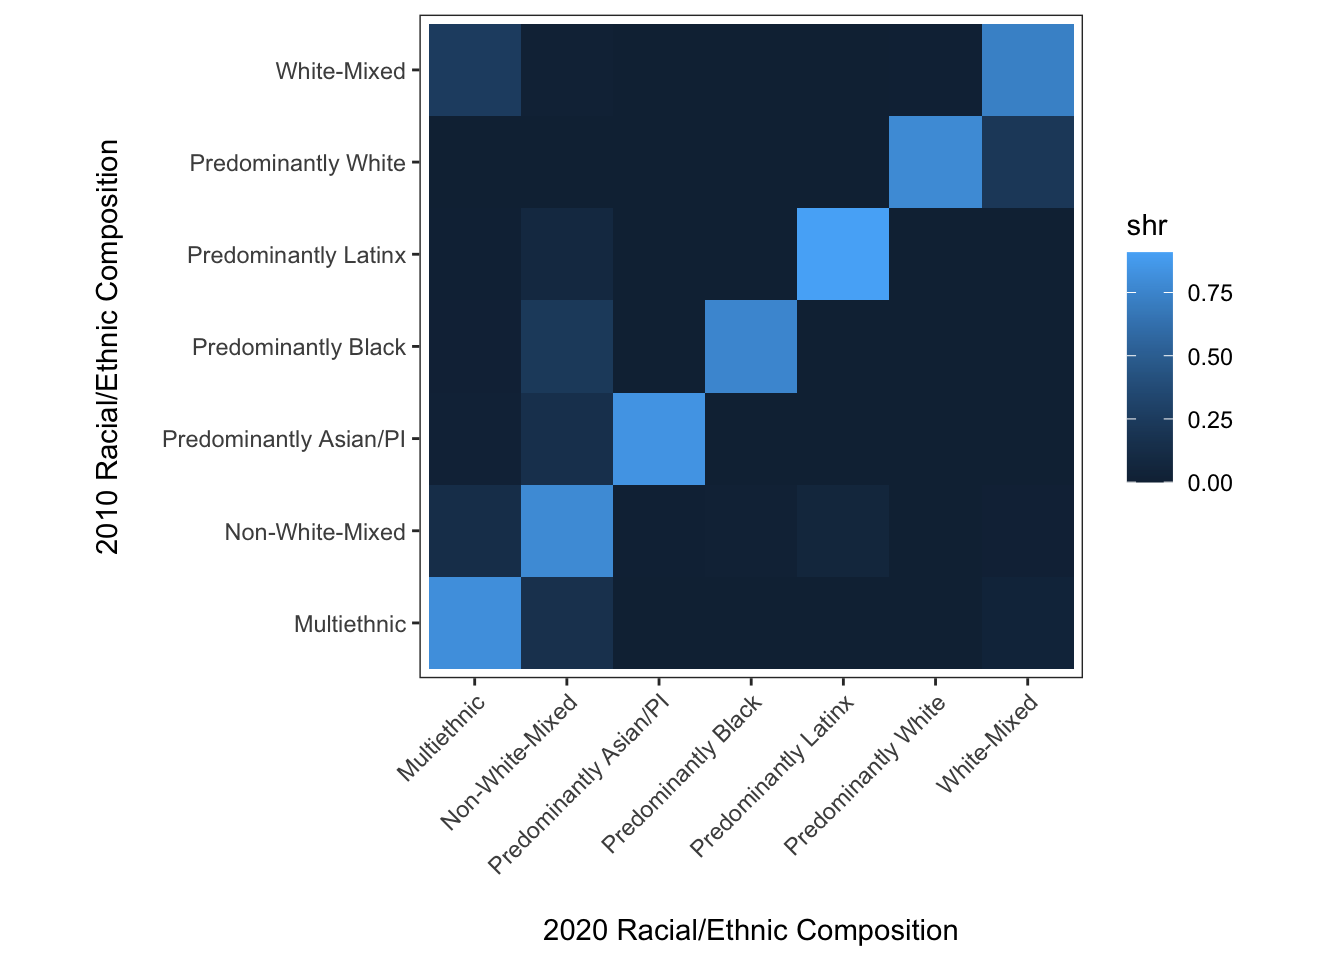 White-Mixed
Predominantly White
Predominantly Latinx
Predominantly Black
Predominantly Asian/PI
Non-White-Mixed
Multiethnic
2010 Racial/Ethnic Composition
Multiethnic
Non-White-Mixed
Predominantly Asian/PI
Predominantly Black
Predominantly Latinx
Predominantly White
White-Mixed
2020 Racial/Ethnic Composition
shr
0.75
0.50
0.25
0.00